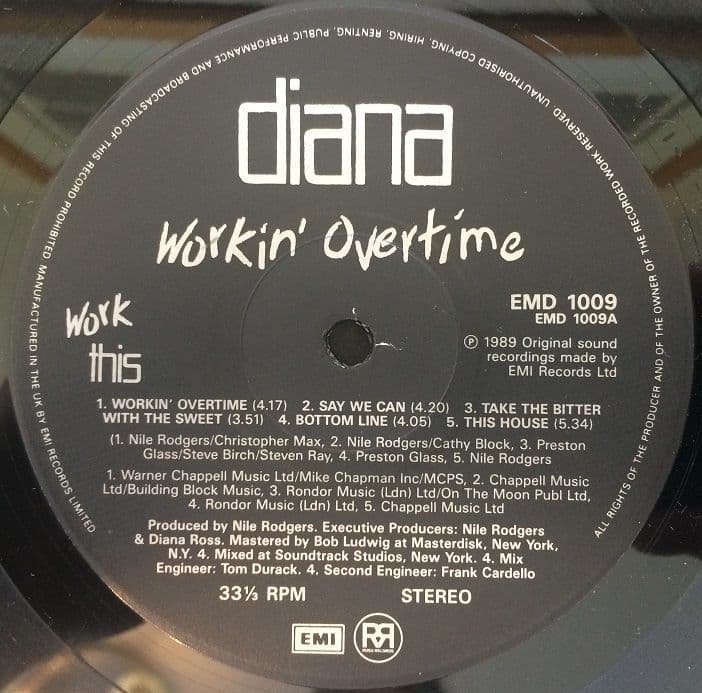 UNAUTHORISED COPYING, HIRING, RENTING, PUBLIC PERFORMANCE AND BROADCASTING OF THIS RECORD PROHIBITED. MANUFACTURED IN THE UK BY EMI RECORDS LIMITED
ALL RIGHTS OF THE PRODUCER AND OF THE OWNER OF THE RECORDED WORK RESERVED.
diana
Workin' Overtime
EMD 1009
EMD 1009A
Work
this
℗ 1989 Original sound
recordings made by
EMI Records Ltd
1. WORKIN' OVERTIME (4.17) 2. SAY WE CAN (4.20) 3. TAKE THE BITTER
WITH THE SWEET (3.51) 4. BOTTOM LINE (4.05) 5. THIS HOUSE (5.34)
(1. Nile Rodgers/Christopher Max, 2. Nile Rodgers/Cathy Block, 3. Preston
Glass/Steve Birch/Steven Ray, 4. Preston Glass, 5. Nile Rodgers)
1. Warner Chappell Music Ltd/Mike Chapman Inc/MCPS, 2. Chappell Music
Ltd/Building Block Music, 3. Rondor Music (Ldn) Ltd/On The Moon Publ Ltd,
4. Rondor Music (Ldn) Ltd, 5. Chappell Music Ltd
Produced by Nile Rodgers. Executive Producers: Nile Rodgers
& Diana Ross. Mastered by Bob Ludwig at Masterdisk, New York,
N.Y. 4. Mixed at Soundtrack Studios, New York. 4. Mix
Engineer: Tom Durack. 4. Second Engineer: Frank Cardello
33⅓ RPM STEREO
EMI
RR